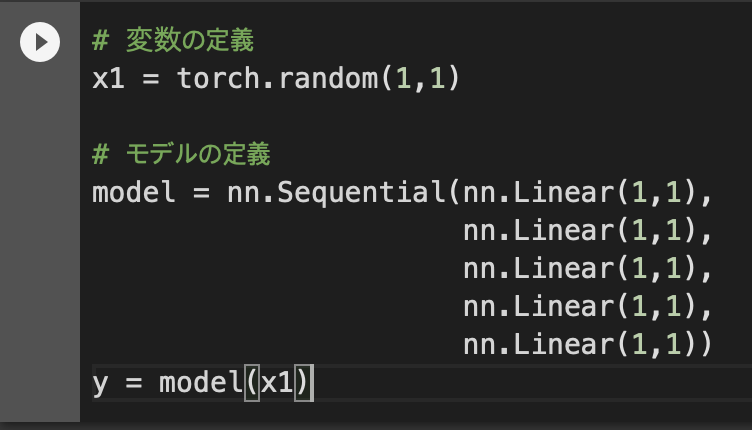 # 変数の定義
x1 = torch.random(1,1)
# モデルの定義
model = nn.Sequential(nn.Linear(1,1),
nn.Linear(1,1),
nn.Linear(1,1),
nn.Linear(1,1),
nn.Linear(1,1))
y = model(x1)